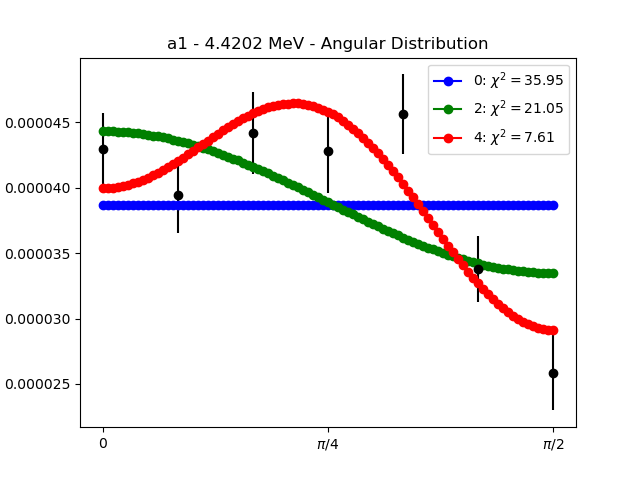 a1 - 4.4202 MeV - Angular Distribution
0: χ² = 35.95
2: χ² = 21.05
4: χ² = 7.61
0.000045
0.000040
0.000035
0.000030
0.000025
0 π/4 π/2